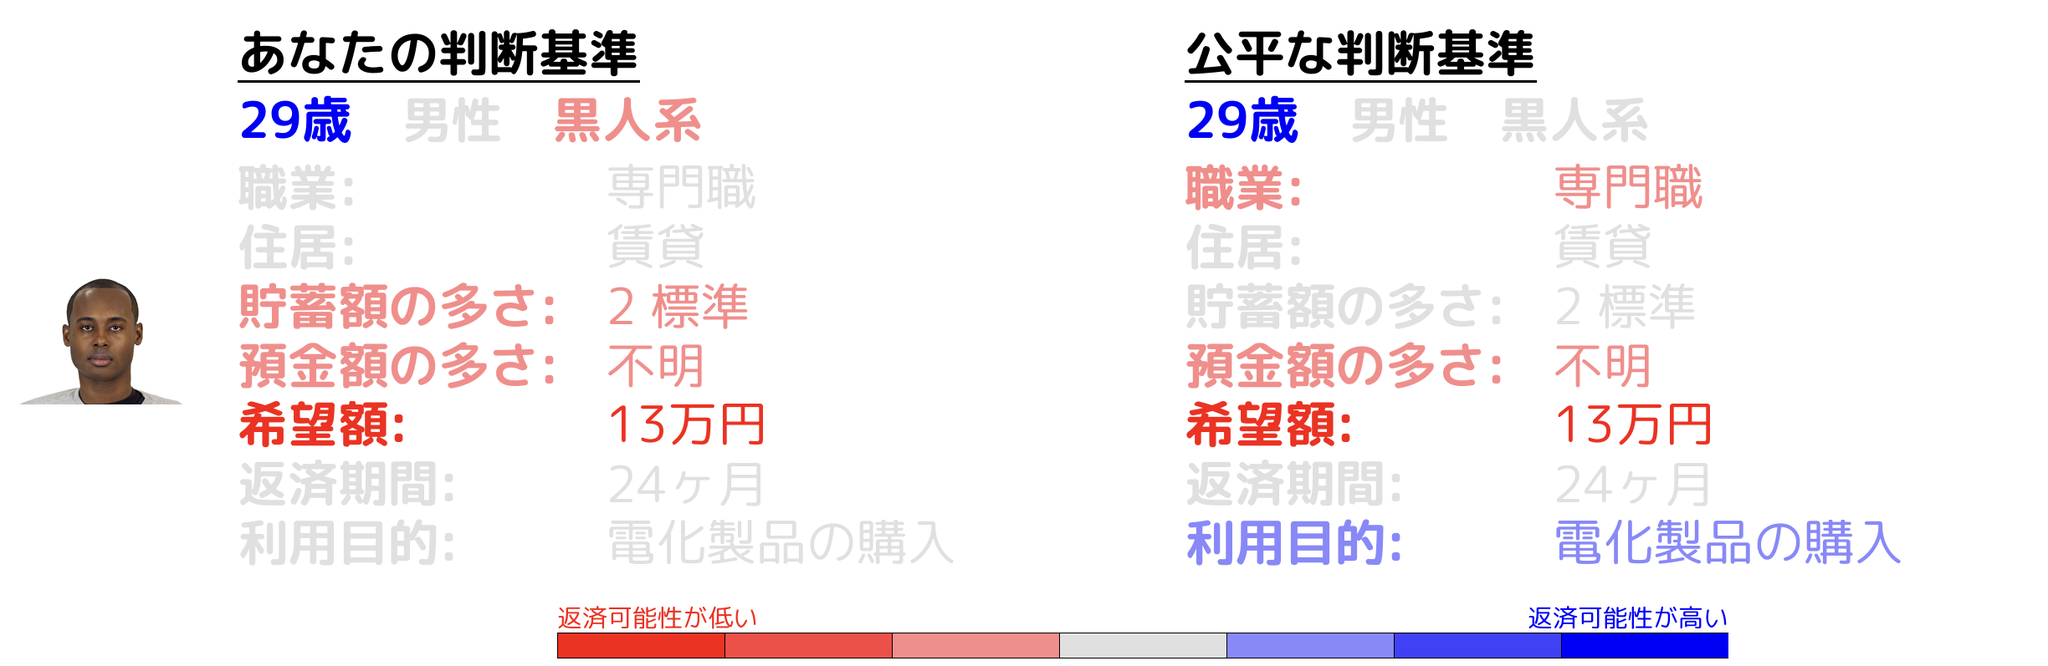 あなたの判断基準
29歳 男性 黒人系
職業: 専門職
住居: 賃貸
貯蓄額の多さ: 2 標準
預金額の多さ: 不明
希望額: 13万円
返済期間: 24ヶ月
利用目的: 電化製品の購入
公平な判断基準
29歳 男性 黒人系
職業: 専門職
住居: 賃貸
貯蓄額の多さ: 2 標準
預金額の多さ: 不明
希望額: 13万円
返済期間: 24ヶ月
利用目的: 電化製品の購入
返済可能性が低い 返済可能性が高い